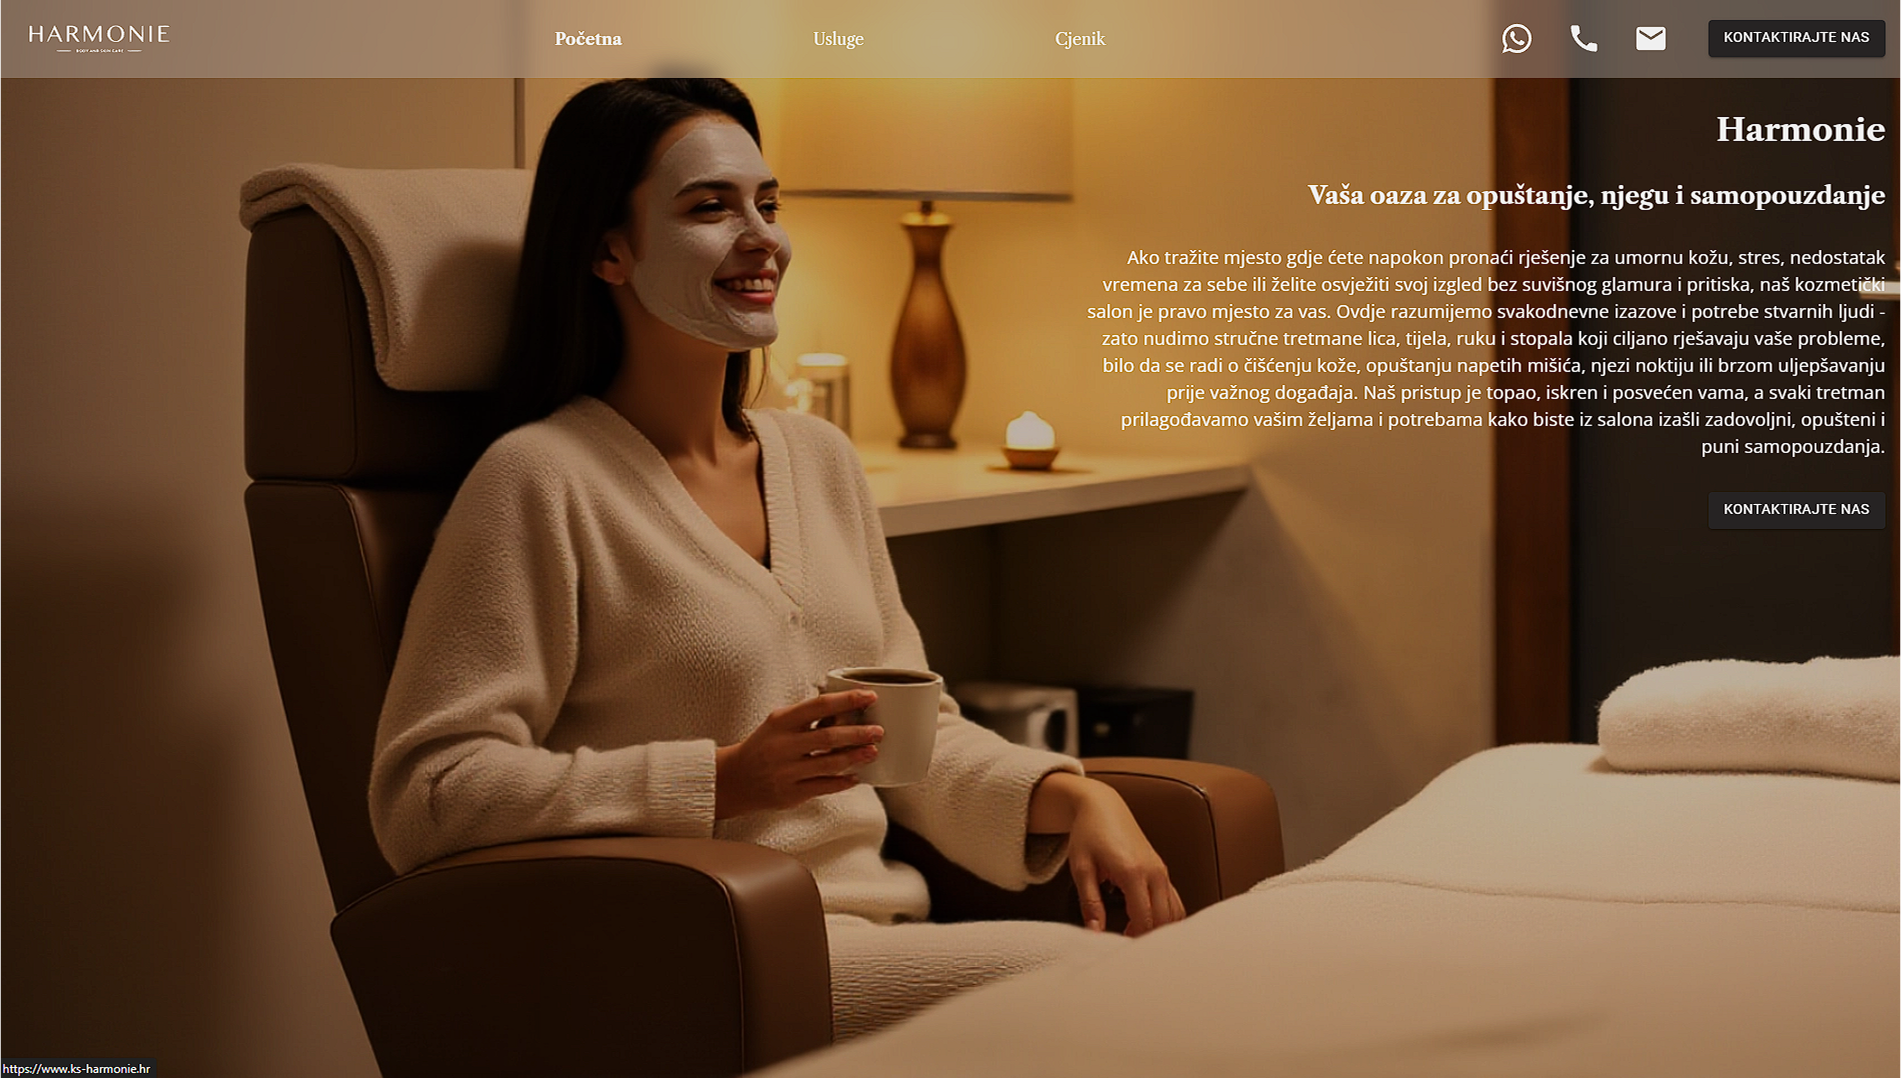 HARMONIE
BODY AND SKIN CARE
Početna
Usluge
Cjenik
KONTAKTIRAJTE NAS
Harmonie
Vaša oaza za opuštanje, njegu i samopouzdanje
Ako tražite mjesto gdje ćete napokon pronaći rješenje za umornu kožu, stres, nedostatak
vremena za sebe ili želite osvježiti svoj izgled bez suvišnog glamura i pritiska, naš kozmetički
salon je pravo mjesto za vas. Ovdje razumijemo svakodnevne izazove i potrebe stvarnih ljudi -
zato nudimo stručne tretmane lica, tijela, ruku i stopala koji ciljano rješavaju vaše probleme,
bilo da se radi o čišćenju kože, opuštanju napetih mišića, njezi noktiju ili brzom uljepšavanju
prije važnog događaja. Naš pristup je topao, iskren i posvećen vama, a svaki tretman
prilagođavamo vašim željama i potrebama kako biste iz salona izašli zadovoljni, opušteni i
puni samopouzdanja.
KONTAKTIRAJTE NAS
https://www.ks-harmonie.hr